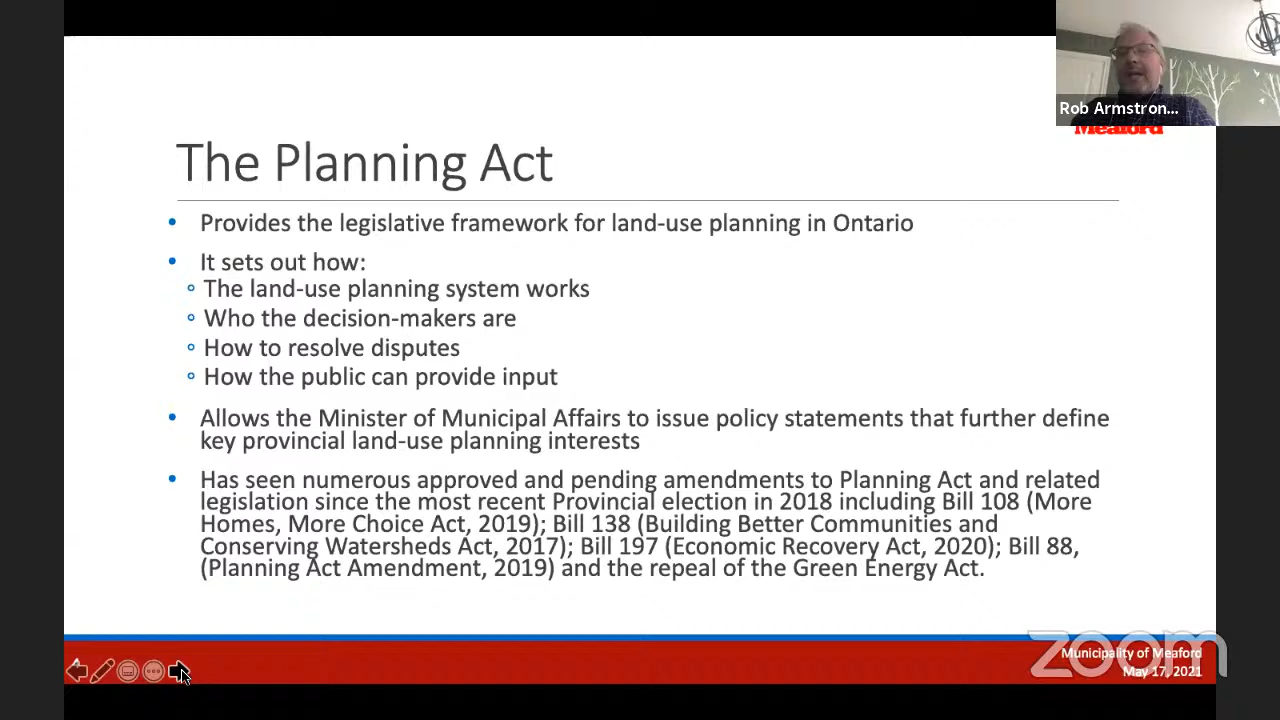 Rob Armstron...
Meaford
The Planning Act
• Provides the legislative framework for land-use planning in Ontario
• It sets out how:
◦ The land-use planning system works
◦ Who the decision-makers are
◦ How to resolve disputes
◦ How the public can provide input
• Allows the Minister of Municipal Affairs to issue policy statements that further define
key provincial land-use planning interests
• Has seen numerous approved and pending amendments to Planning Act and related
legislation since the most recent Provincial election in 2018 including Bill 108 (More
Homes, More Choice Act, 2019); Bill 138 (Building Better Communities and
Conserving Watersheds Act, 2017); Bill 197 (Economic Recovery Act, 2020); Bill 88,
(Planning Act Amendment, 2019) and the repeal of the Green Energy Act.
zoom
Municipality of Meaford
May 17, 2021